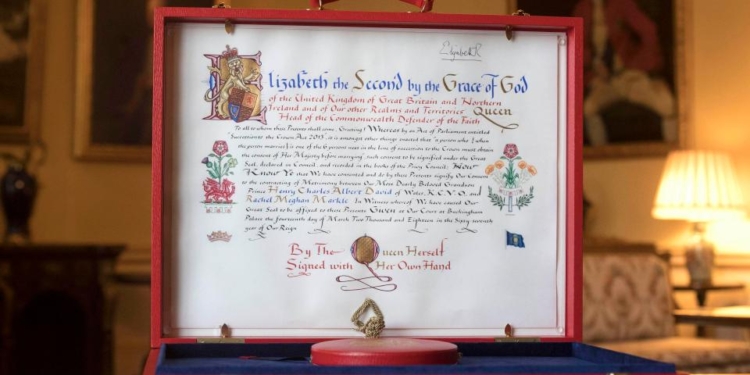 Elizabeth R
Elizabeth the Second by the Grace of God
of the United Kingdom of Great Britain and Northern
Ireland and of Our other Realms and Territories Queen
Head of the Commonwealth Defender of the Faith
To all to whom these Presents shall come, Greeting! Whereas by an Act of Parliament entitled
"Succession to the Crown Act 2013", it is amongst other things enacted that "a person who (when
the person marries) is one of the 6 persons next in the line of succession to the Crown must obtain
the consent of Her Majesty before marrying, such consent to be signified under the Great
Seal, declared in Council, and recorded in the books of the Privy Council. Now
Know Ye that We have consented and do by these Presents signify Our Consent
to the contracting of Matrimony between Our Most Dearly Beloved Grandson
Prince Henry Charles Albert David of Wales, K.C.V.O., and
Rachel Meghan Markle. In Witness whereof We have caused Our
Great Seal to be affixed to these Presents Given at Our Court at Buckingham
Palace the fourteenth day of March Two Thousand and Eighteen in the Sixty seventh
year of Our Reign
By The Queen Herself
Signed with Her Own Hand